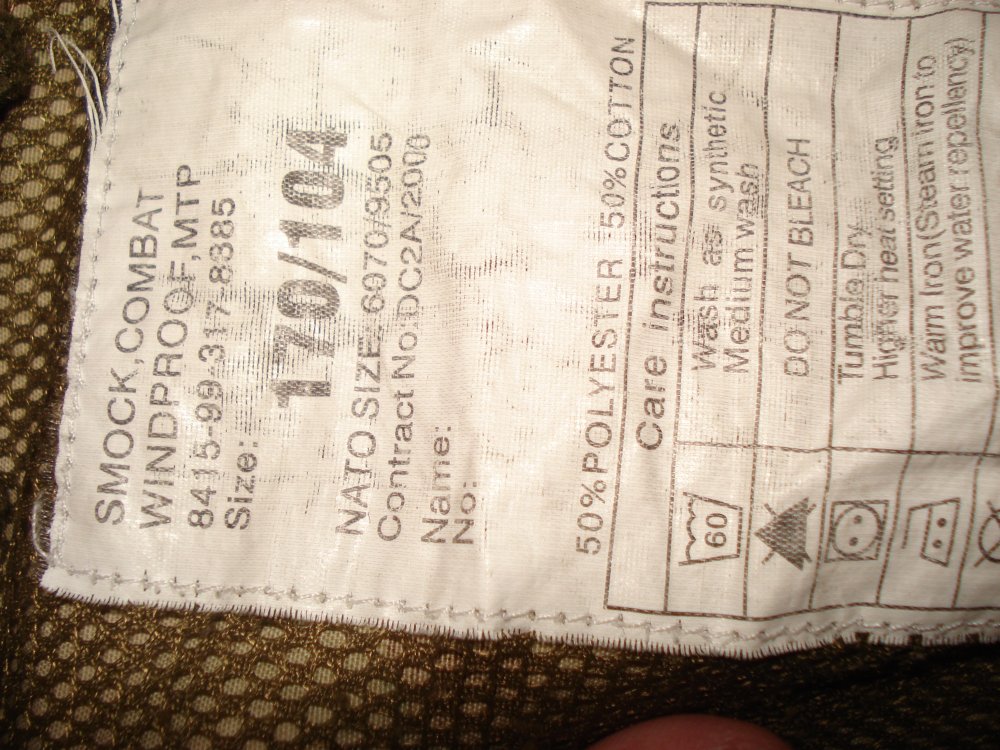 SMOCK, COMBAT
WINDPROOF, MTP
8415-99-317-8385
Size:
170/104
NATO SIZE:6970/9505
Contract No:DC2A/2000
Name:
No:
50%POLYESTER 50%COTTON
Care instructions
60 Wash as synthetic
Medium wash
DO NOT BLEACH
Tumble Dry
Higher heat setting
Warm Iron(Steam iron to
improve water repellency)